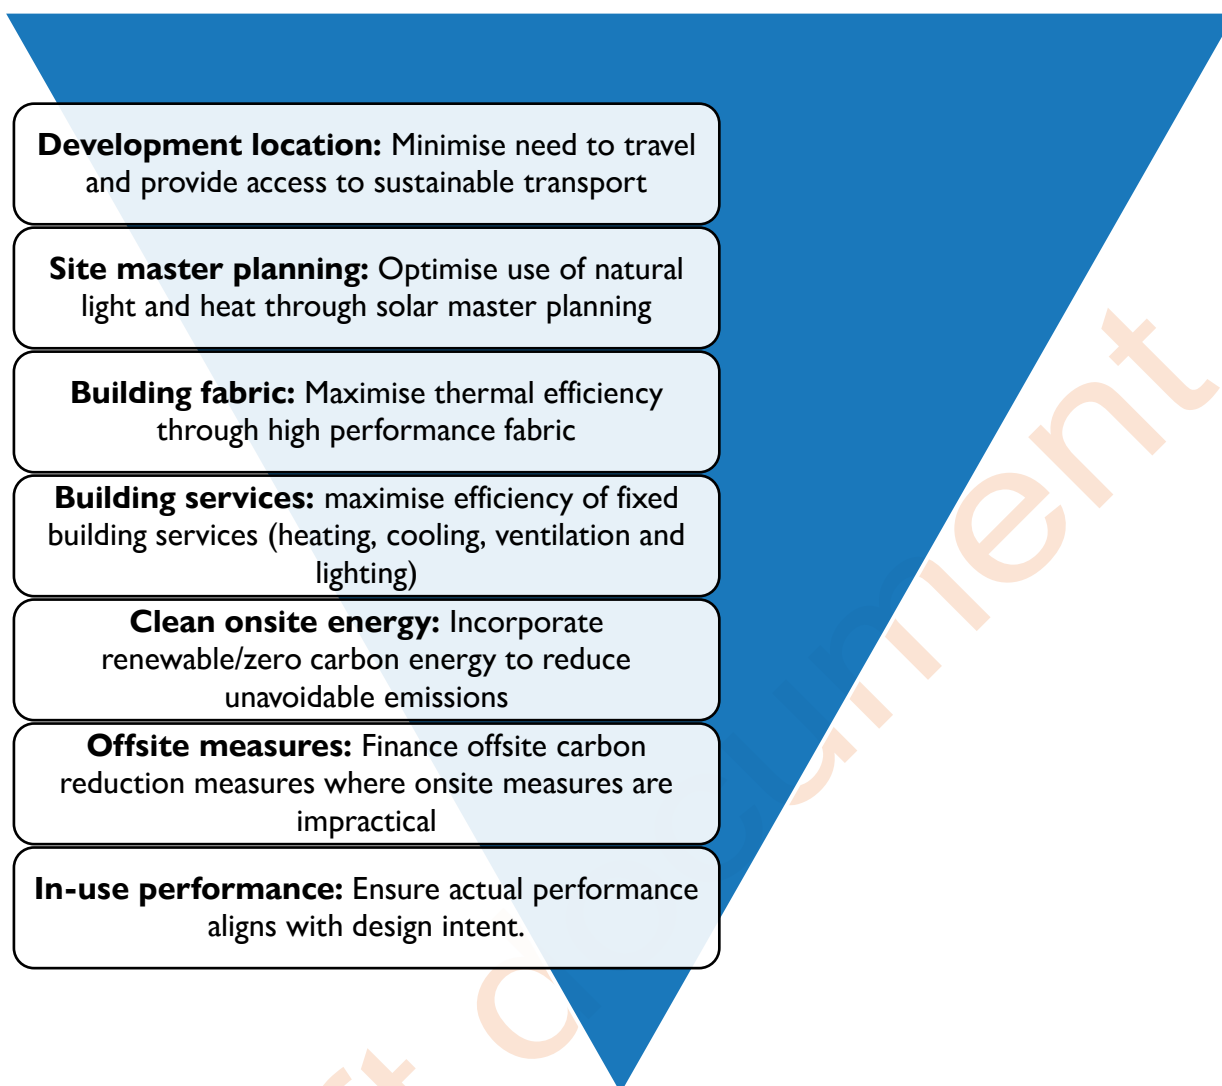 Development location: Minimise need to travel
and provide access to sustainable transport
Site master planning: Optimise use of natural
light and heat through solar master planning
Building fabric: Maximise thermal efficiency
through high performance fabric
Building services: maximise efficiency of fixed
building services (heating, cooling, ventilation and
lighting)
Clean onsite energy: Incorporate
renewable/zero carbon energy to reduce
unavoidable emissions
Offsite measures: Finance offsite carbon
reduction measures where onsite measures are
impractical
In-use performance: Ensure actual performance
aligns with design intent.
document